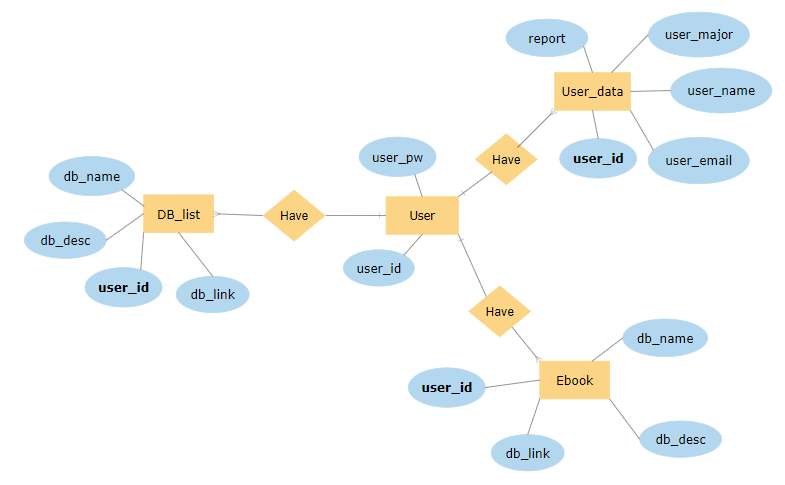 report
user_major
User_data
user_name
Have
user_id
user_email
user_pw
db_name
DB_list
Have
User
db_desc
user_id
db_link
user_id
Have
db_name
Ebook
user_id
db_desc
db_link